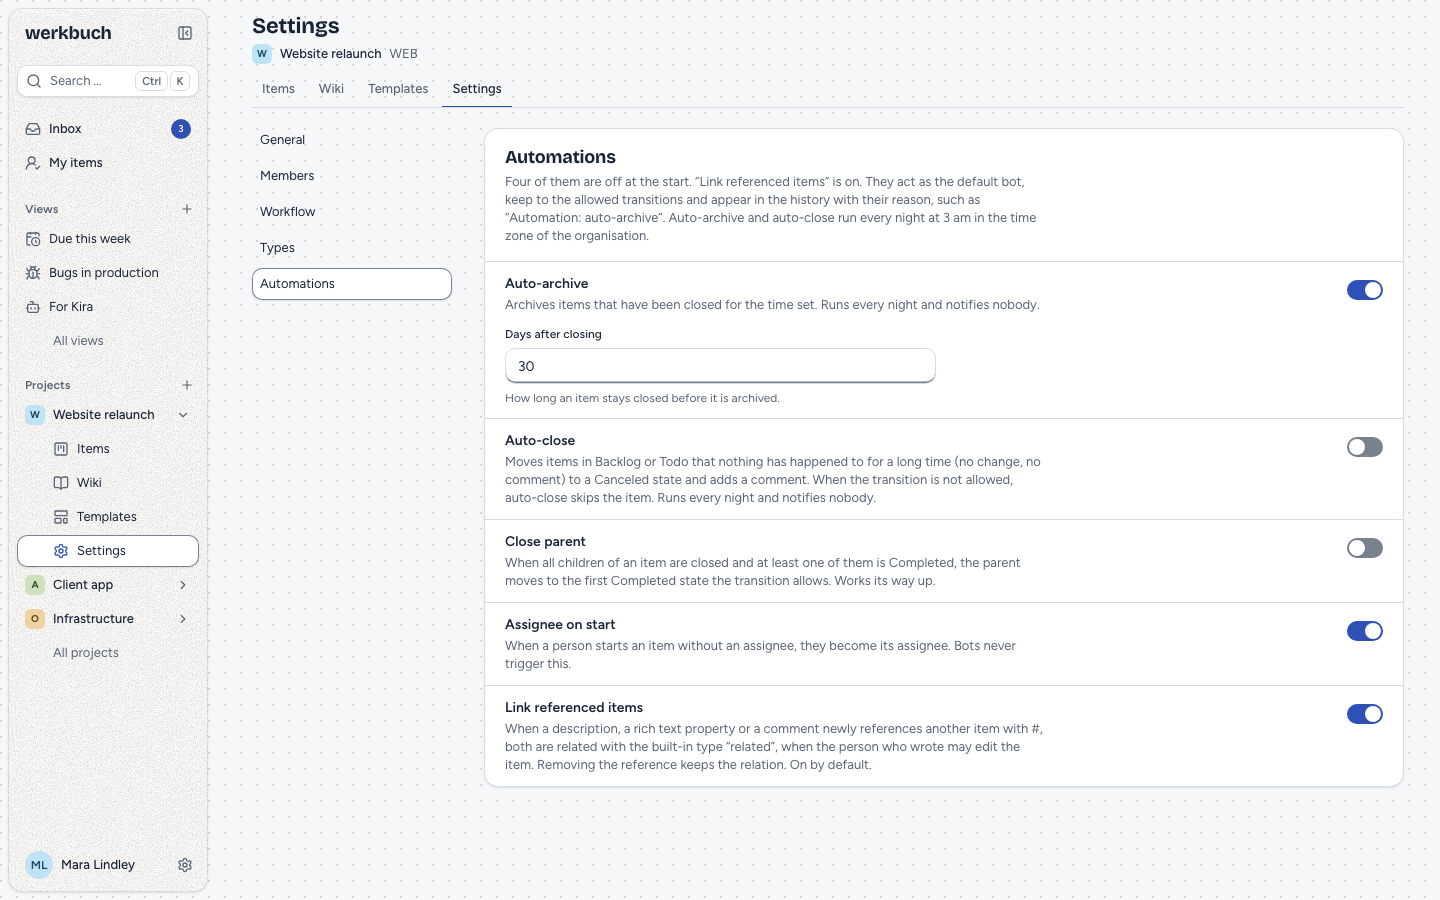 werkbuch
Search ... Ctrl K
Inbox 3
My items
Views
Due this week
Bugs in production
For Kira
All views
Projects
W Website relaunch
Items
Wiki
Templates
Settings
A Client app
O Infrastructure
All projects
ML Mara Lindley
Settings
W Website relaunch WEB
Items Wiki Templates Settings
General
Members
Workflow
Types
Automations
Automations
Four of them are off at the start. “Link referenced items” is on. They act as the default bot,
keep to the allowed transitions and appear in the history with their reason, such as
“Automation: auto-archive”. Auto-archive and auto-close run every night at 3 am in the time
zone of the organisation.
Auto-archive
Archives items that have been closed for the time set. Runs every night and notifies nobody.
Days after closing
30
How long an item stays closed before it is archived.
Auto-close
Moves items in Backlog or Todo that nothing has happened to for a long time (no change, no
comment) to a Canceled state and adds a comment. When the transition is not allowed,
auto-close skips the item. Runs every night and notifies nobody.
Close parent
When all children of an item are closed and at least one of them is Completed, the parent
moves to the first Completed state the transition allows. Works its way up.
Assignee on start
When a person starts an item without an assignee, they become its assignee. Bots never
trigger this.
Link referenced items
When a description, a rich text property or a comment newly references another item with #,
both are related with the built-in type “related”, when the person who wrote may edit the
item. Removing the reference keeps the relation. On by default.